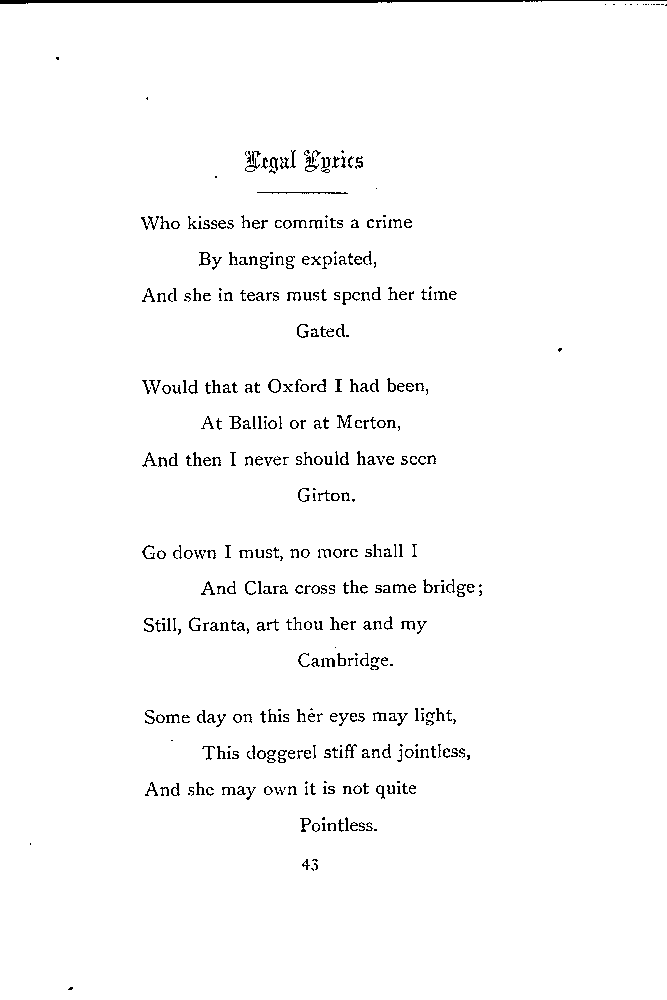 Legal Lyrics
Who kisses her commits a crime
By hanging expiated,
And she in tears must spend her time
Gated.
Would that at Oxford I had been,
At Balliol or at Merton,
And then I never should have seen
Girton.
Go down I must, no more shall I
And Clara cross the same bridge;
Still, Granta, art thou her and my
Cambridge.
Some day on this her eyes may light,
This doggerel stiff and jointless,
And she may own it is not quite
Pointless.
43